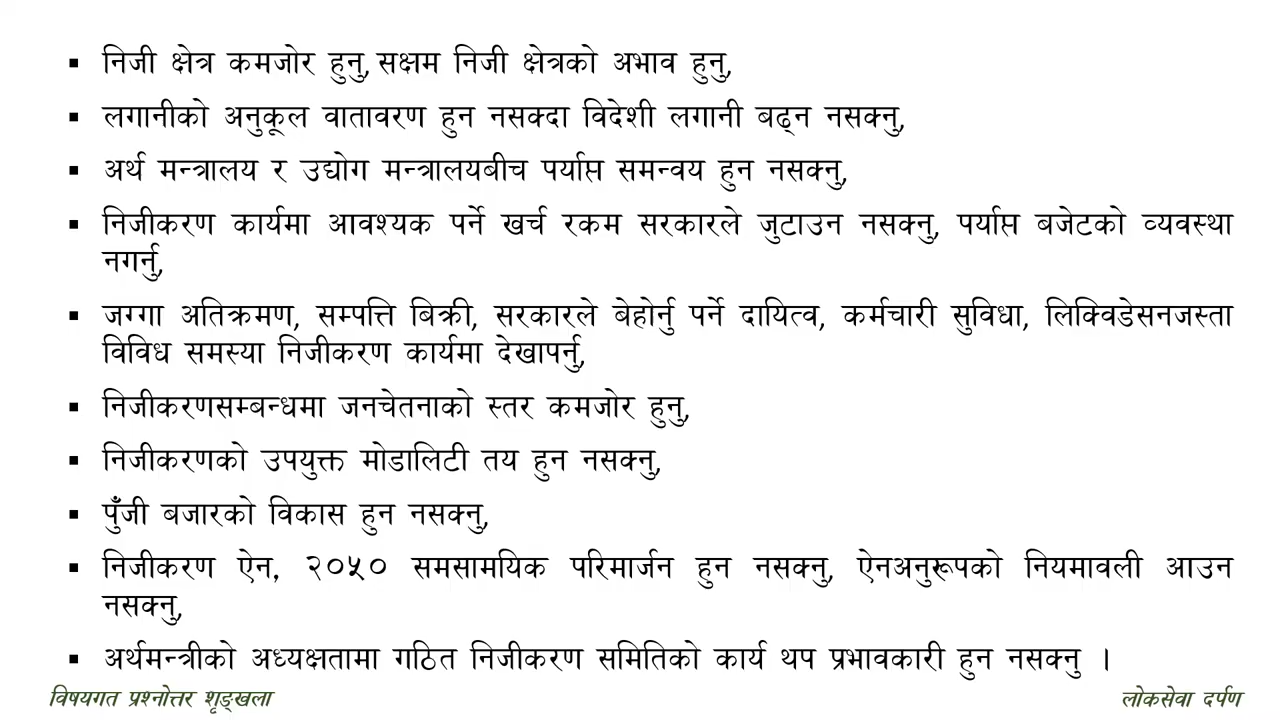 ▪ निजी क्षेत्र कमजोर हुनु, सक्षम निजी क्षेत्रको अभाव हुनु,
▪ लगानीको अनुकूल वातावरण हुन नसक्दा विदेशी लगानी बढ्न नसक्नु,
▪ अर्थ मन्त्रालय र उद्योग मन्त्रालयबीच पर्याप्त समन्वय हुन नसक्नु,
▪ निजीकरण कार्यमा आवश्यक पर्ने खर्च रकम सरकारले जुटाउन नसक्नु, पर्याप्त बजेटको व्यवस्था
नगर्नु,
▪ जग्गा अतिक्रमण, सम्पत्ति बिक्री, सरकारले बेहोर्नु पर्ने दायित्व, कर्मचारी सुविधा, लिक्विडेसनजस्ता
विविध समस्या निजीकरण कार्यमा देखापर्नु,
▪ निजीकरणसम्बन्धमा जनचेतनाको स्तर कमजोर हुनु,
▪ निजीकरणको उपयुक्त मोडालिटी तय हुन नसक्नु,
▪ पुँजी बजारको विकास हुन नसक्नु,
▪ निजीकरण ऐन, २०५० समसामयिक परिमार्जन हुन नसक्नु, ऐनअनुरूपको नियमावली आउन
नसक्नु,
▪ अर्थमन्त्रीको अध्यक्षतामा गठित निजीकरण समितिको कार्य थप प्रभावकारी हुन नसक्नु ।
विषयगत प्रश्नोत्तर शृङ्खला
लोकसेवा दर्पण